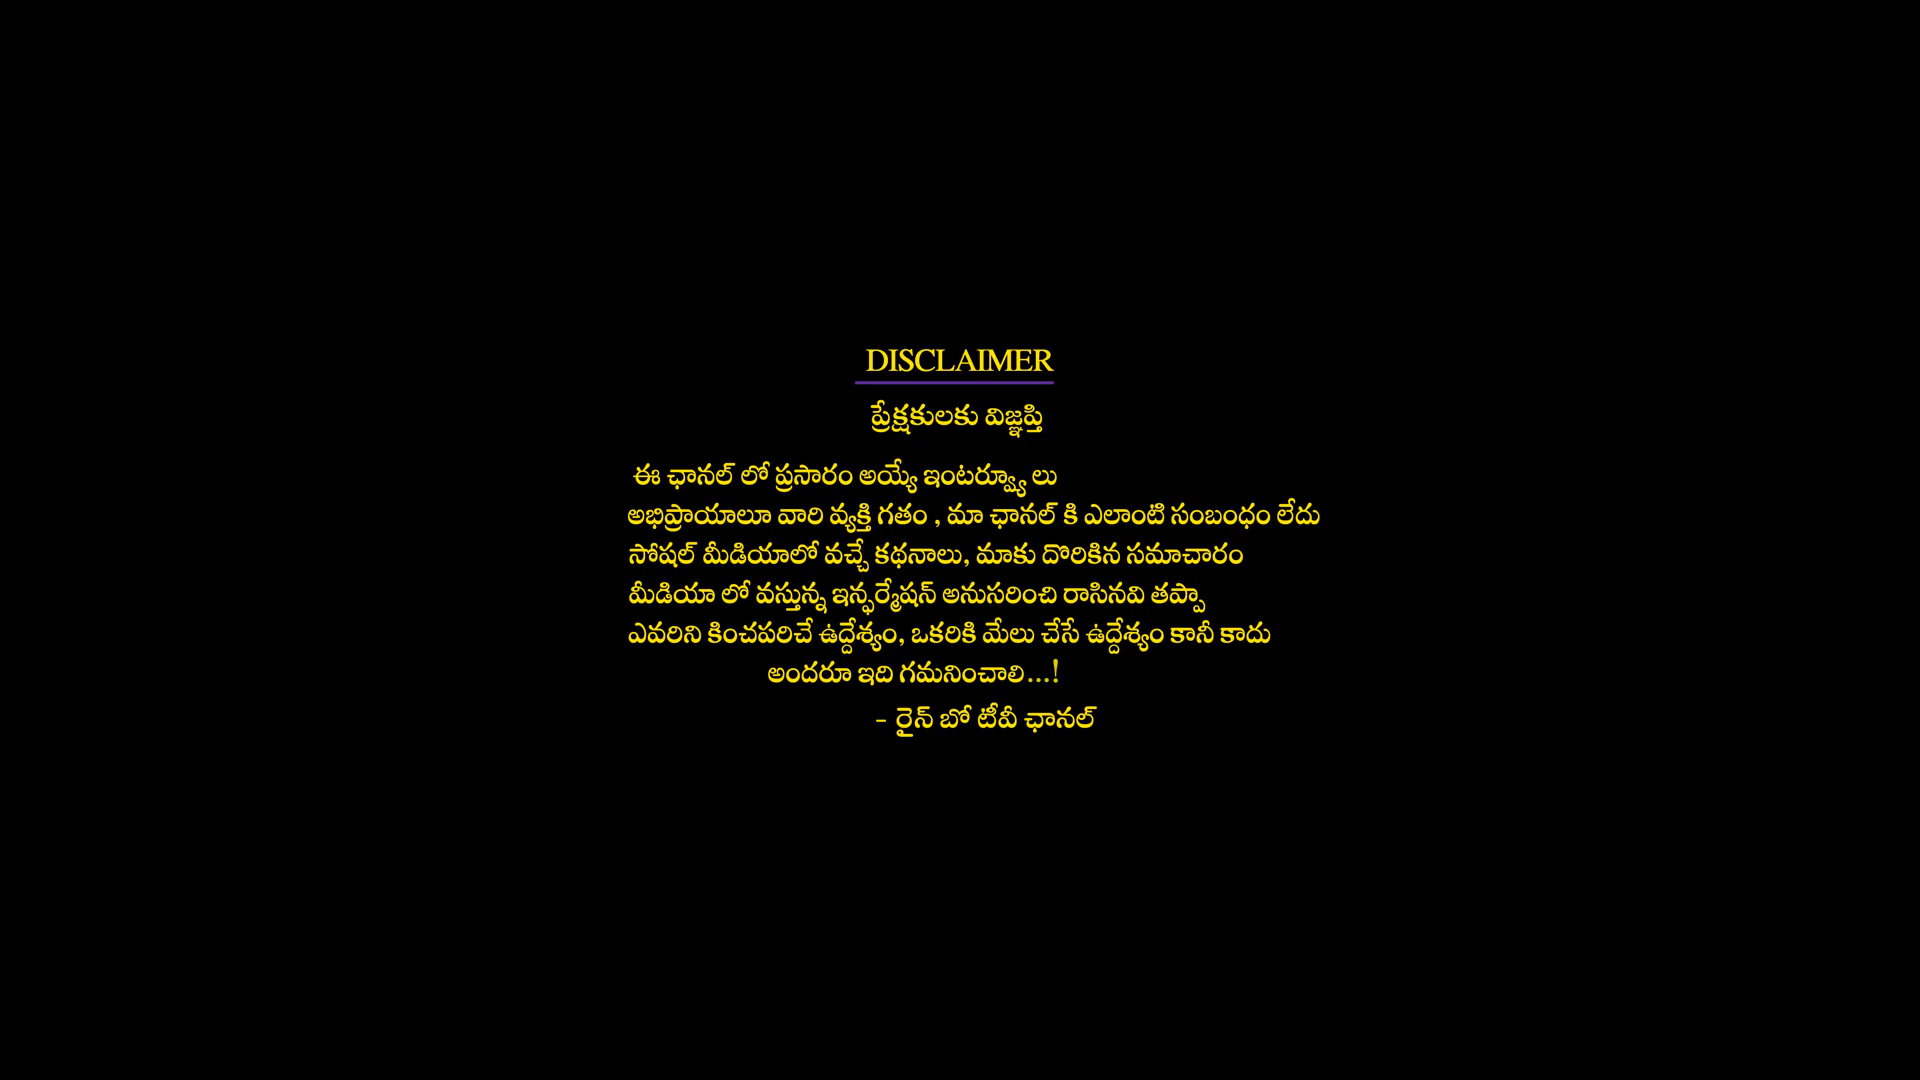 DISCLAIMER
ప్రేక్షకులకు విజ్ఞప్తి
ఈ ఛానల్ లో ప్రసారం అయ్యే ఇంటర్వ్యూ లు
అభిప్రాయాలూ వారి వ్యక్తి గతం , మా ఛానల్ కి ఎలాంటి సంబంధం లేదు
సోషల్ మీడియాలో వచ్చే కథనాలు, మాకు దొరికిన సమాచారం
మీడియా లో వస్తున్న ఇన్ఫర్మేషన్ అనుసరించి రాసినవి తప్పా
ఎవరిని కించపరిచే ఉద్దేశ్యం, ఒకరికి మేలు చేసే ఉద్దేశ్యం కానీ కాదు
అందరూ ఇది గమనించాలి...!
- రైన్ బో టీవీ ఛానల్